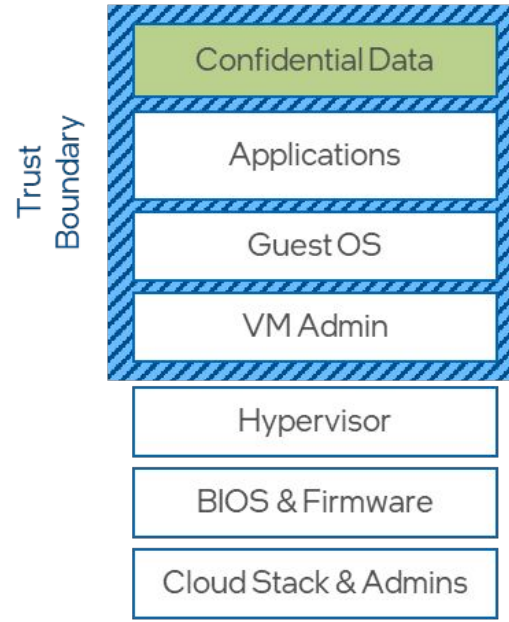 Trust
Boundary
Confidential Data
Applications
Guest OS
VM Admin
Hypervisor
BIOS & Firmware
Cloud Stack & Admins